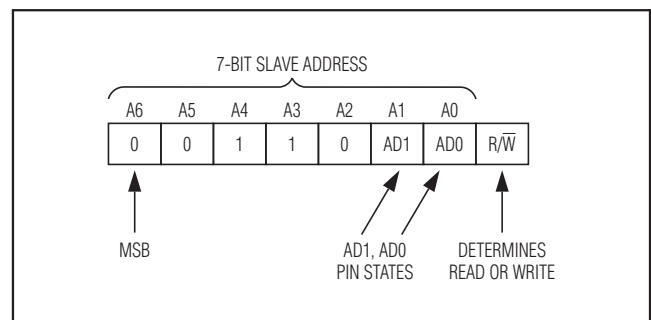 7-BIT SLAVE ADDRESS
A6 A5 A4 A3 A2 A1 A0
0 0 1 1 0 AD1 AD0 R/W̅
MSB
AD1, AD0
PIN STATES
DETERMINES
READ OR WRITE